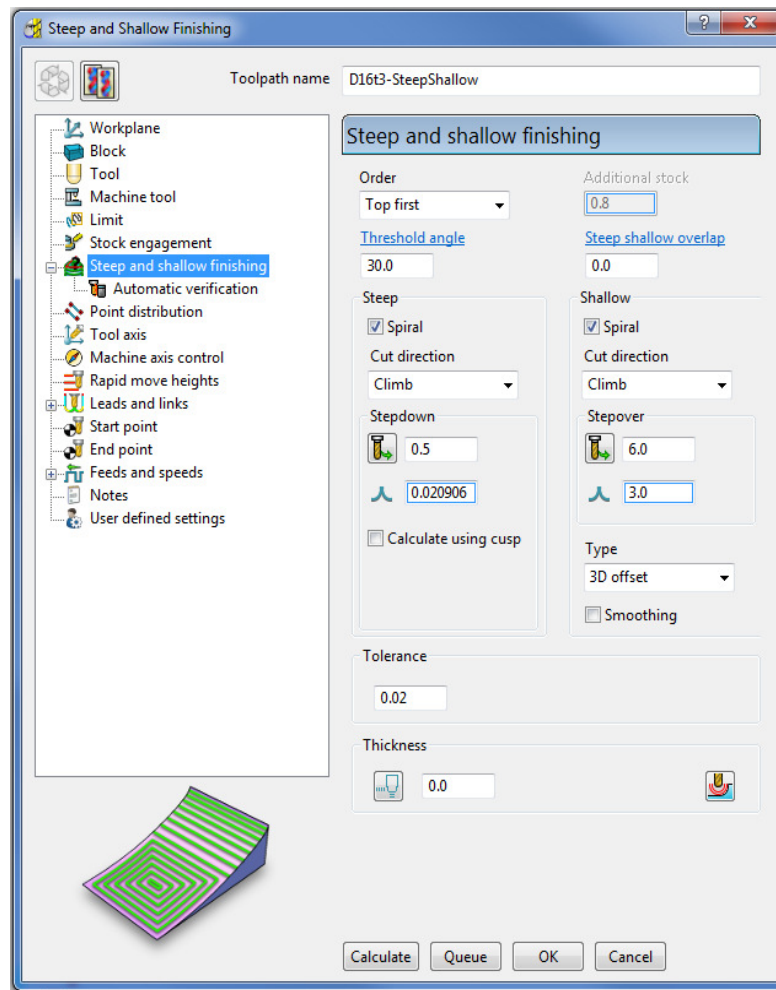 Steep and Shallow Finishing
Toolpath name D16t3-SteepShallow
Workplane
Block
Tool
Machine tool
Limit
Stock engagement
Steep and shallow finishing
Automatic verification
Point distribution
Tool axis
Machine axis control
Rapid move heights
Leads and links
Start point
End point
Feeds and speeds
Notes
User defined settings
Steep and shallow finishing
Order Additional stock
Top first 0.8
Threshold angle Steep shallow overlap
30.0 0.0
Steep
Spiral
Cut direction
Climb
Stepdown
0.5
0.020906
Calculate using cusp
Shallow
Spiral
Cut direction
Climb
Stepover
6.0
3.0
Type
3D offset
Smoothing
Tolerance
0.02
Thickness
0.0
Calculate Queue OK Cancel